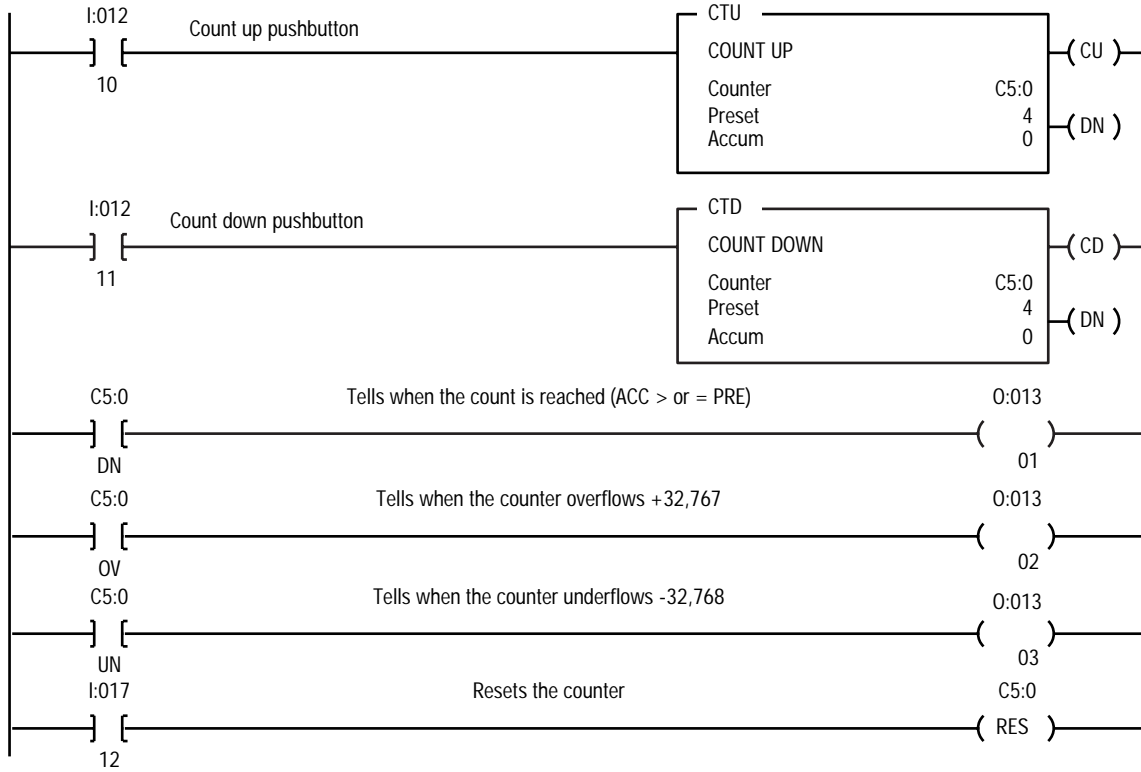 I:012
Count up pushbutton
10
CTU
COUNT UP
Counter C5:0
Preset 4
Accum 0
CU
DN
I:012
Count down pushbutton
11
CTD
COUNT DOWN
Counter C5:0
Preset 4
Accum 0
CD
DN
C5:0
Tells when the count is reached (ACC > or = PRE)
O:013
DN
01
C5:0
Tells when the counter overflows +32,767
O:013
OV
02
C5:0
Tells when the counter underflows -32,768
O:013
UN
03
I:017
Resets the counter
C5:0
RES
12